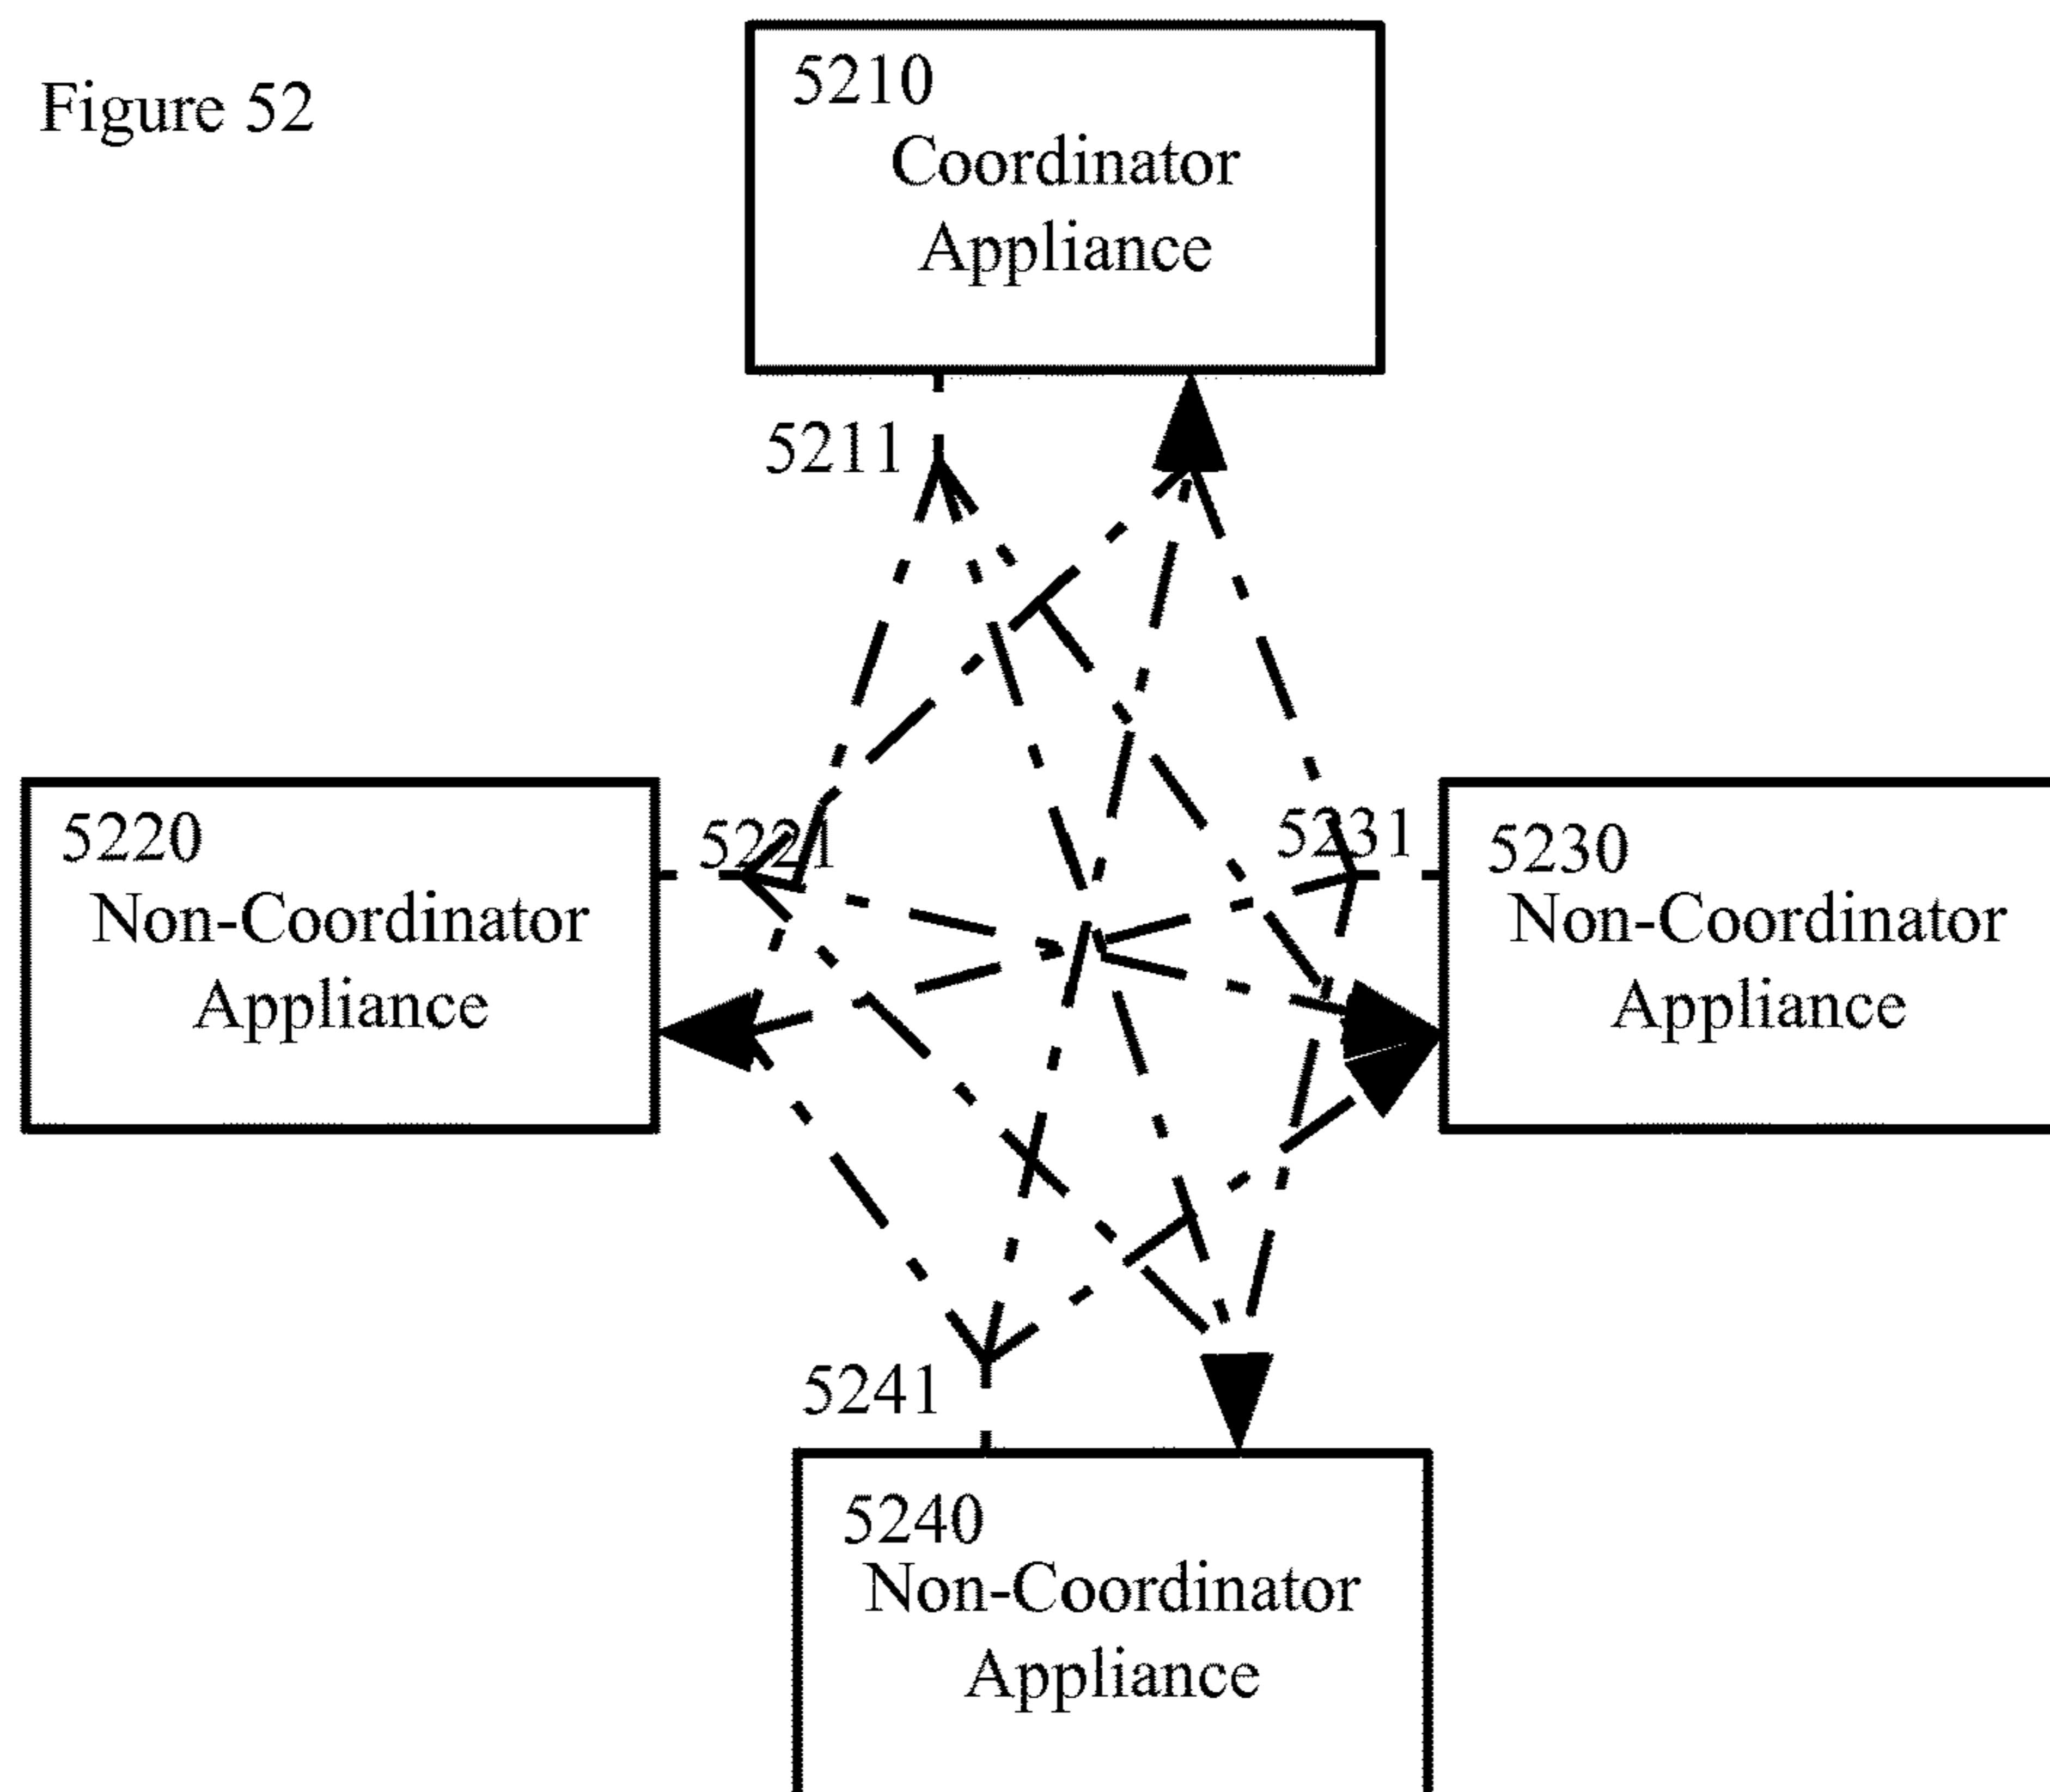 Figure 52
5210
Coordinator
Appliance
5211
5220
Non-Coordinator
Appliance
5221
5231
5230
Non-Coordinator
Appliance
5241
5240
Non-Coordinator
Appliance